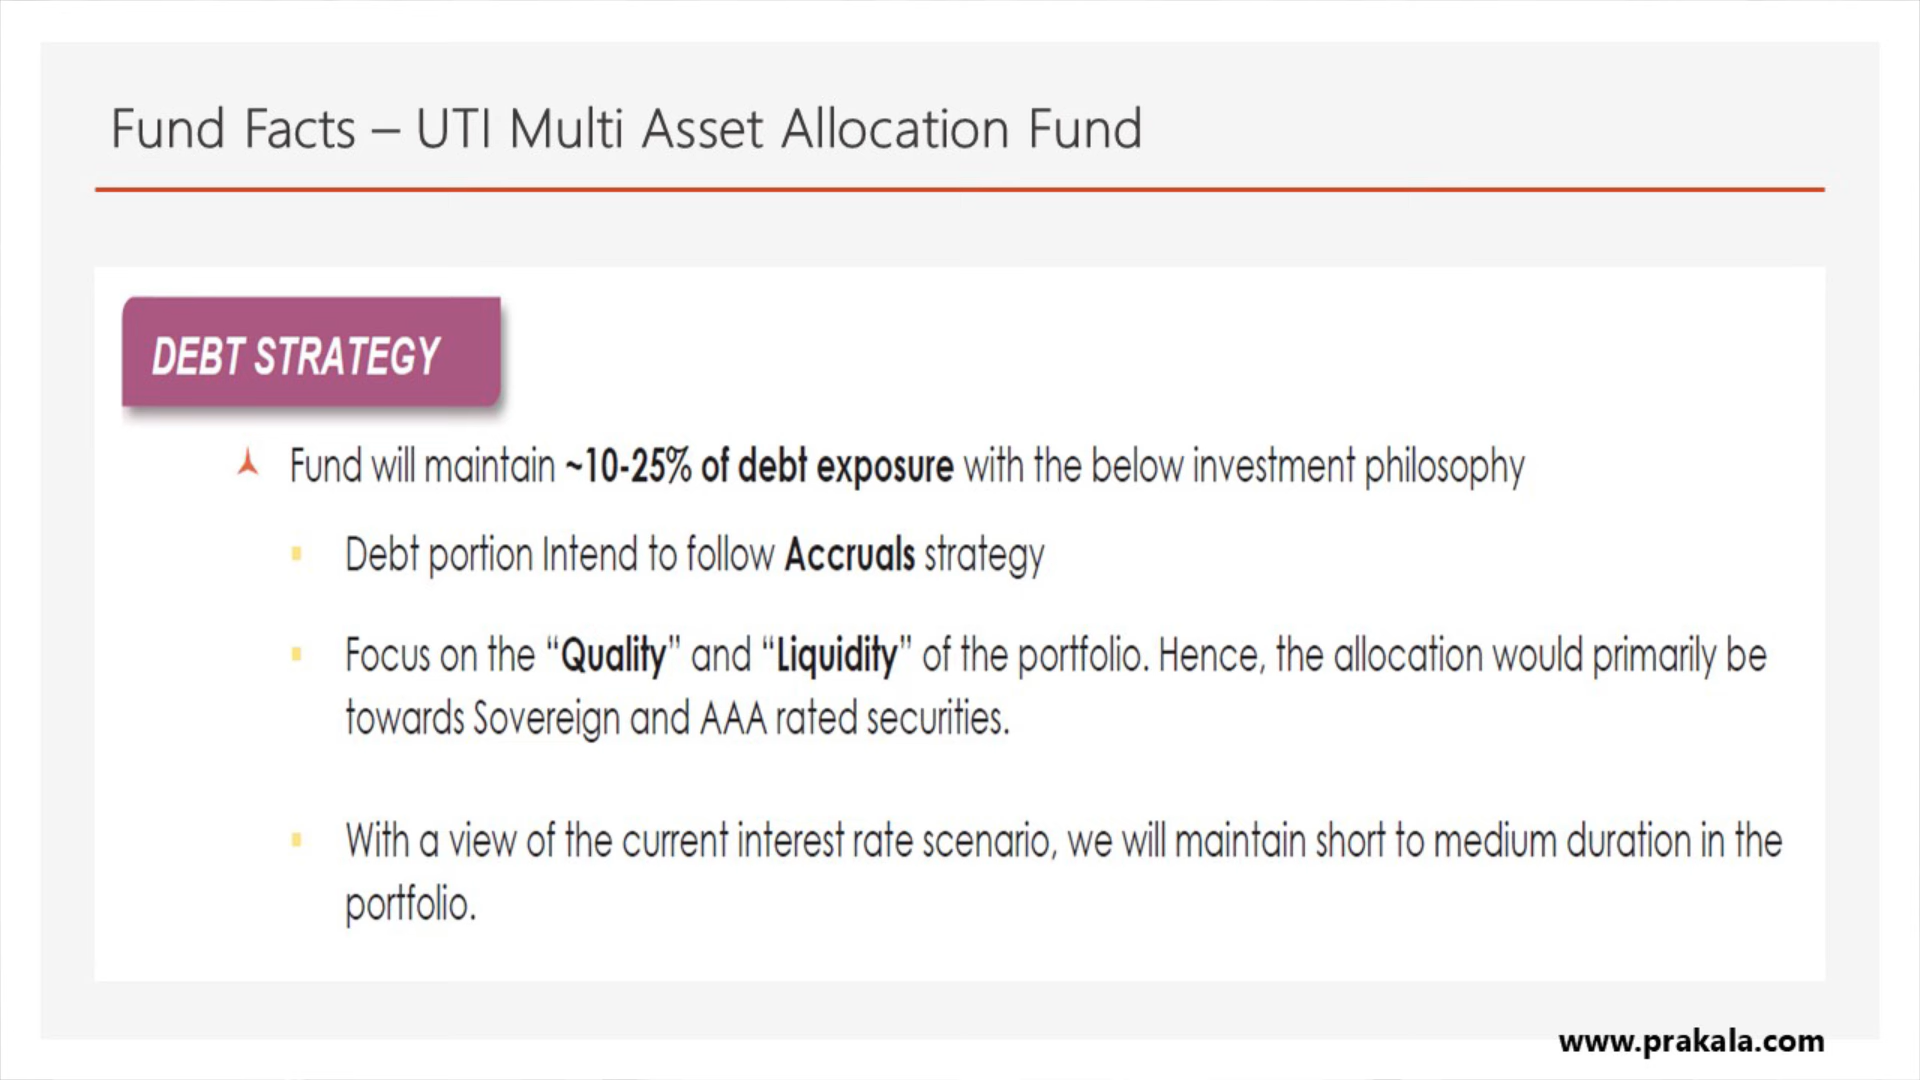 Fund Facts – UTI Multi Asset Allocation Fund
DEBT STRATEGY
Fund will maintain ~10-25% of debt exposure with the below investment philosophy
Debt portion Intend to follow Accruals strategy
Focus on the “Quality” and “Liquidity” of the portfolio. Hence, the allocation would primarily be
towards Sovereign and AAA rated securities.
With a view of the current interest rate scenario, we will maintain short to medium duration in the
portfolio.
www.prakala.com